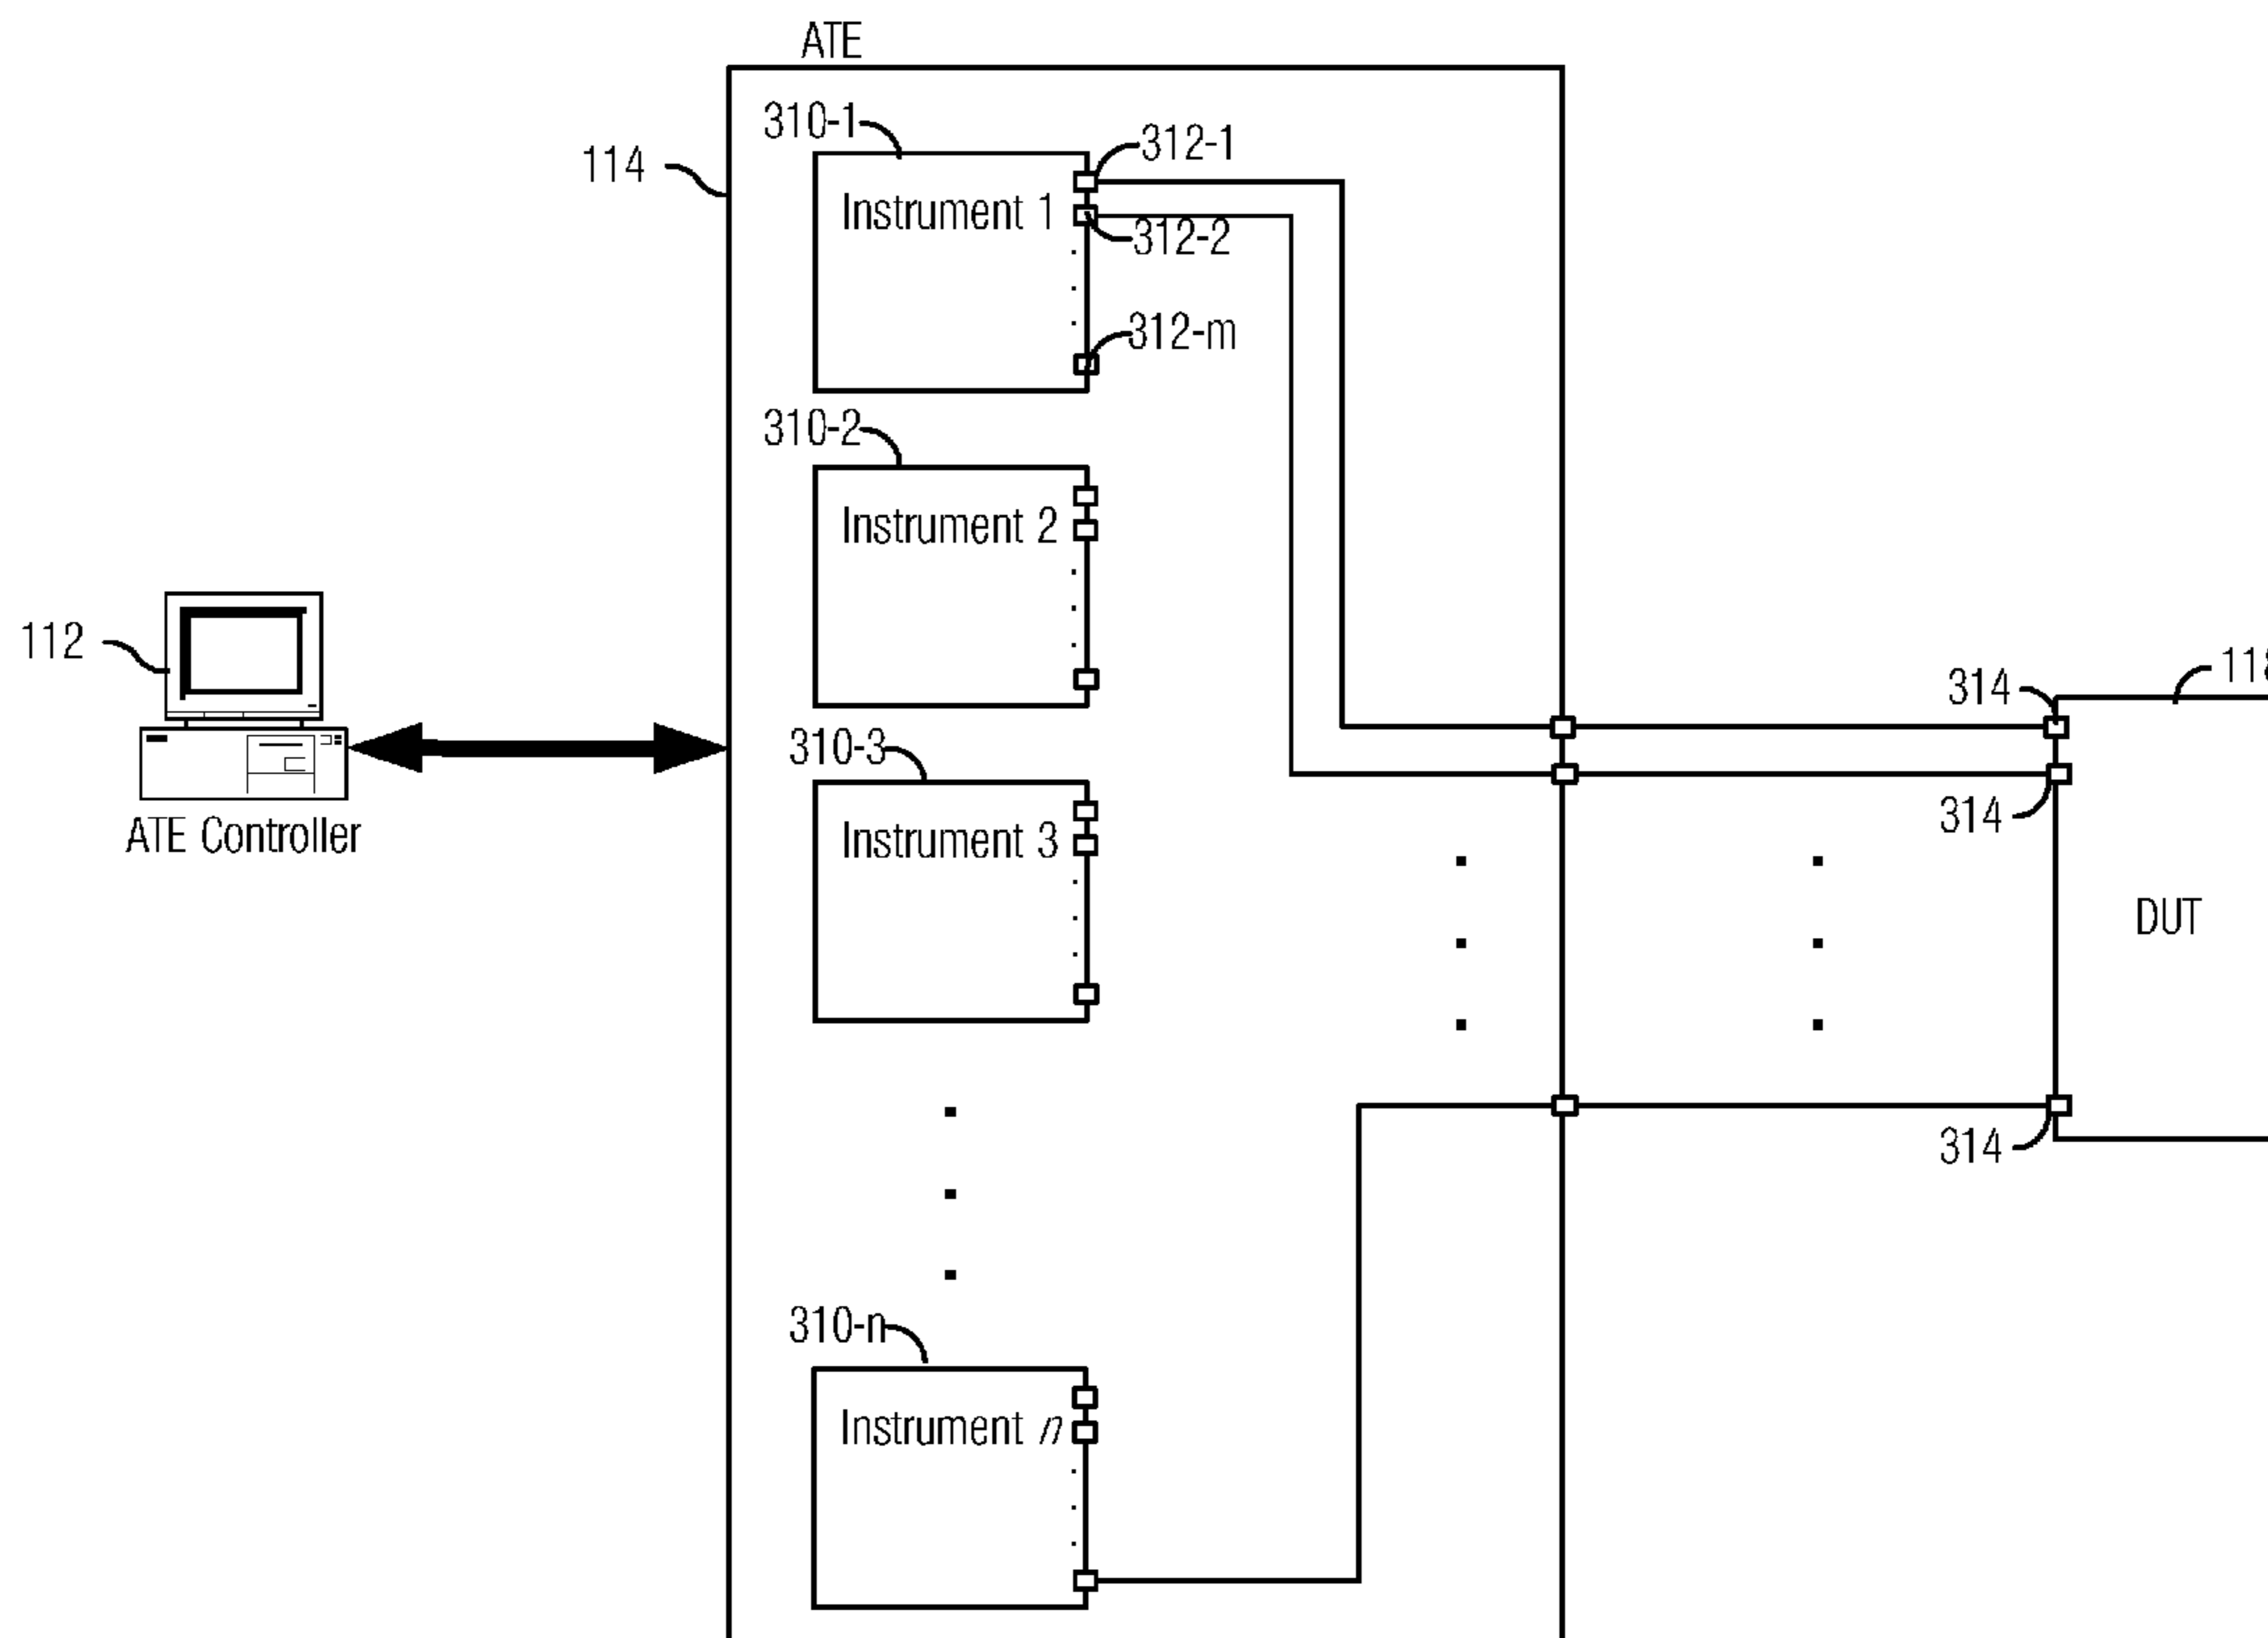 ATE
310-1
312-1
114
Instrument 1
312-2
312-m
310-2
Instrument 2
112
118
314
310-3
314
ATE Controller
Instrument 3
DUT
314
310-n
Instrument n